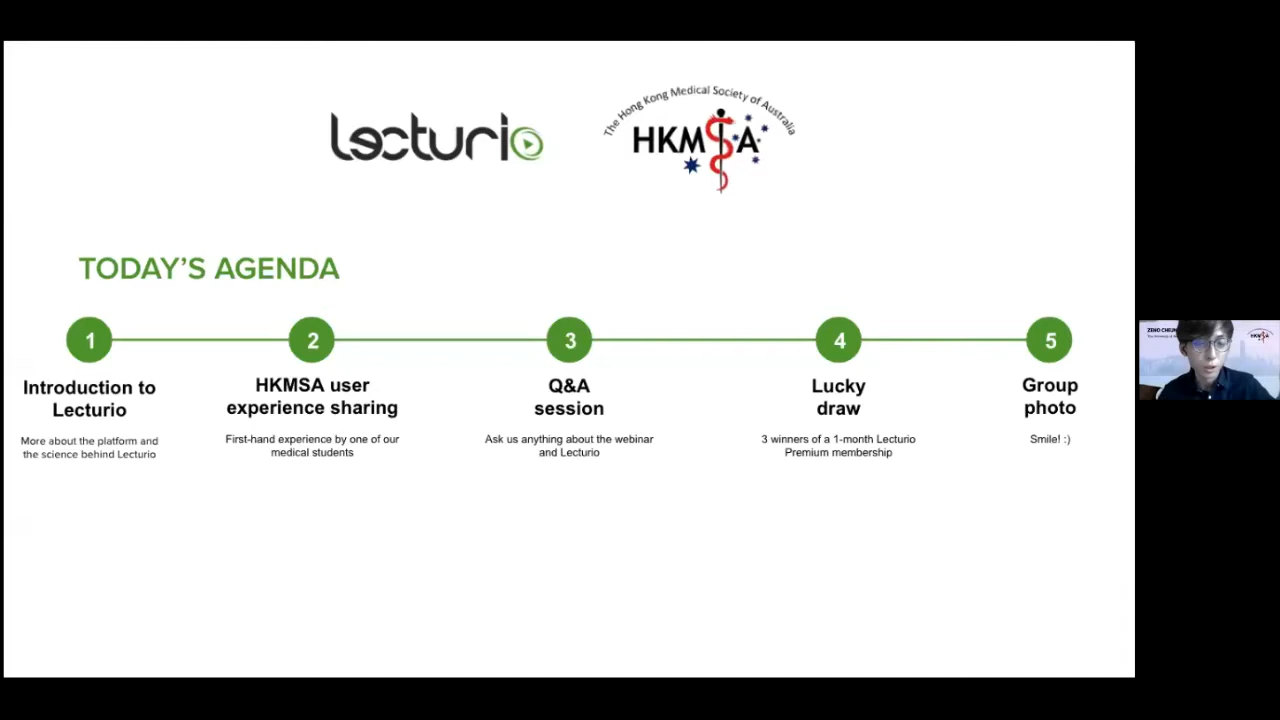 lecturio
The Hong Kong Medical Society of Australia
HKMSA
TODAY'S AGENDA
1
2
3
4
5
Introduction to
Lecturio
More about the platform and
the science behind Lecturio
HKMSA user
experience sharing
First-hand experience by one of our
medical students
Q&A
session
Ask us anything about the webinar
and Lecturio
Lucky
draw
3 winners of a 1-month Lecturio
Premium membership
Group
photo
Smile! :)
ZENO
HKMSA